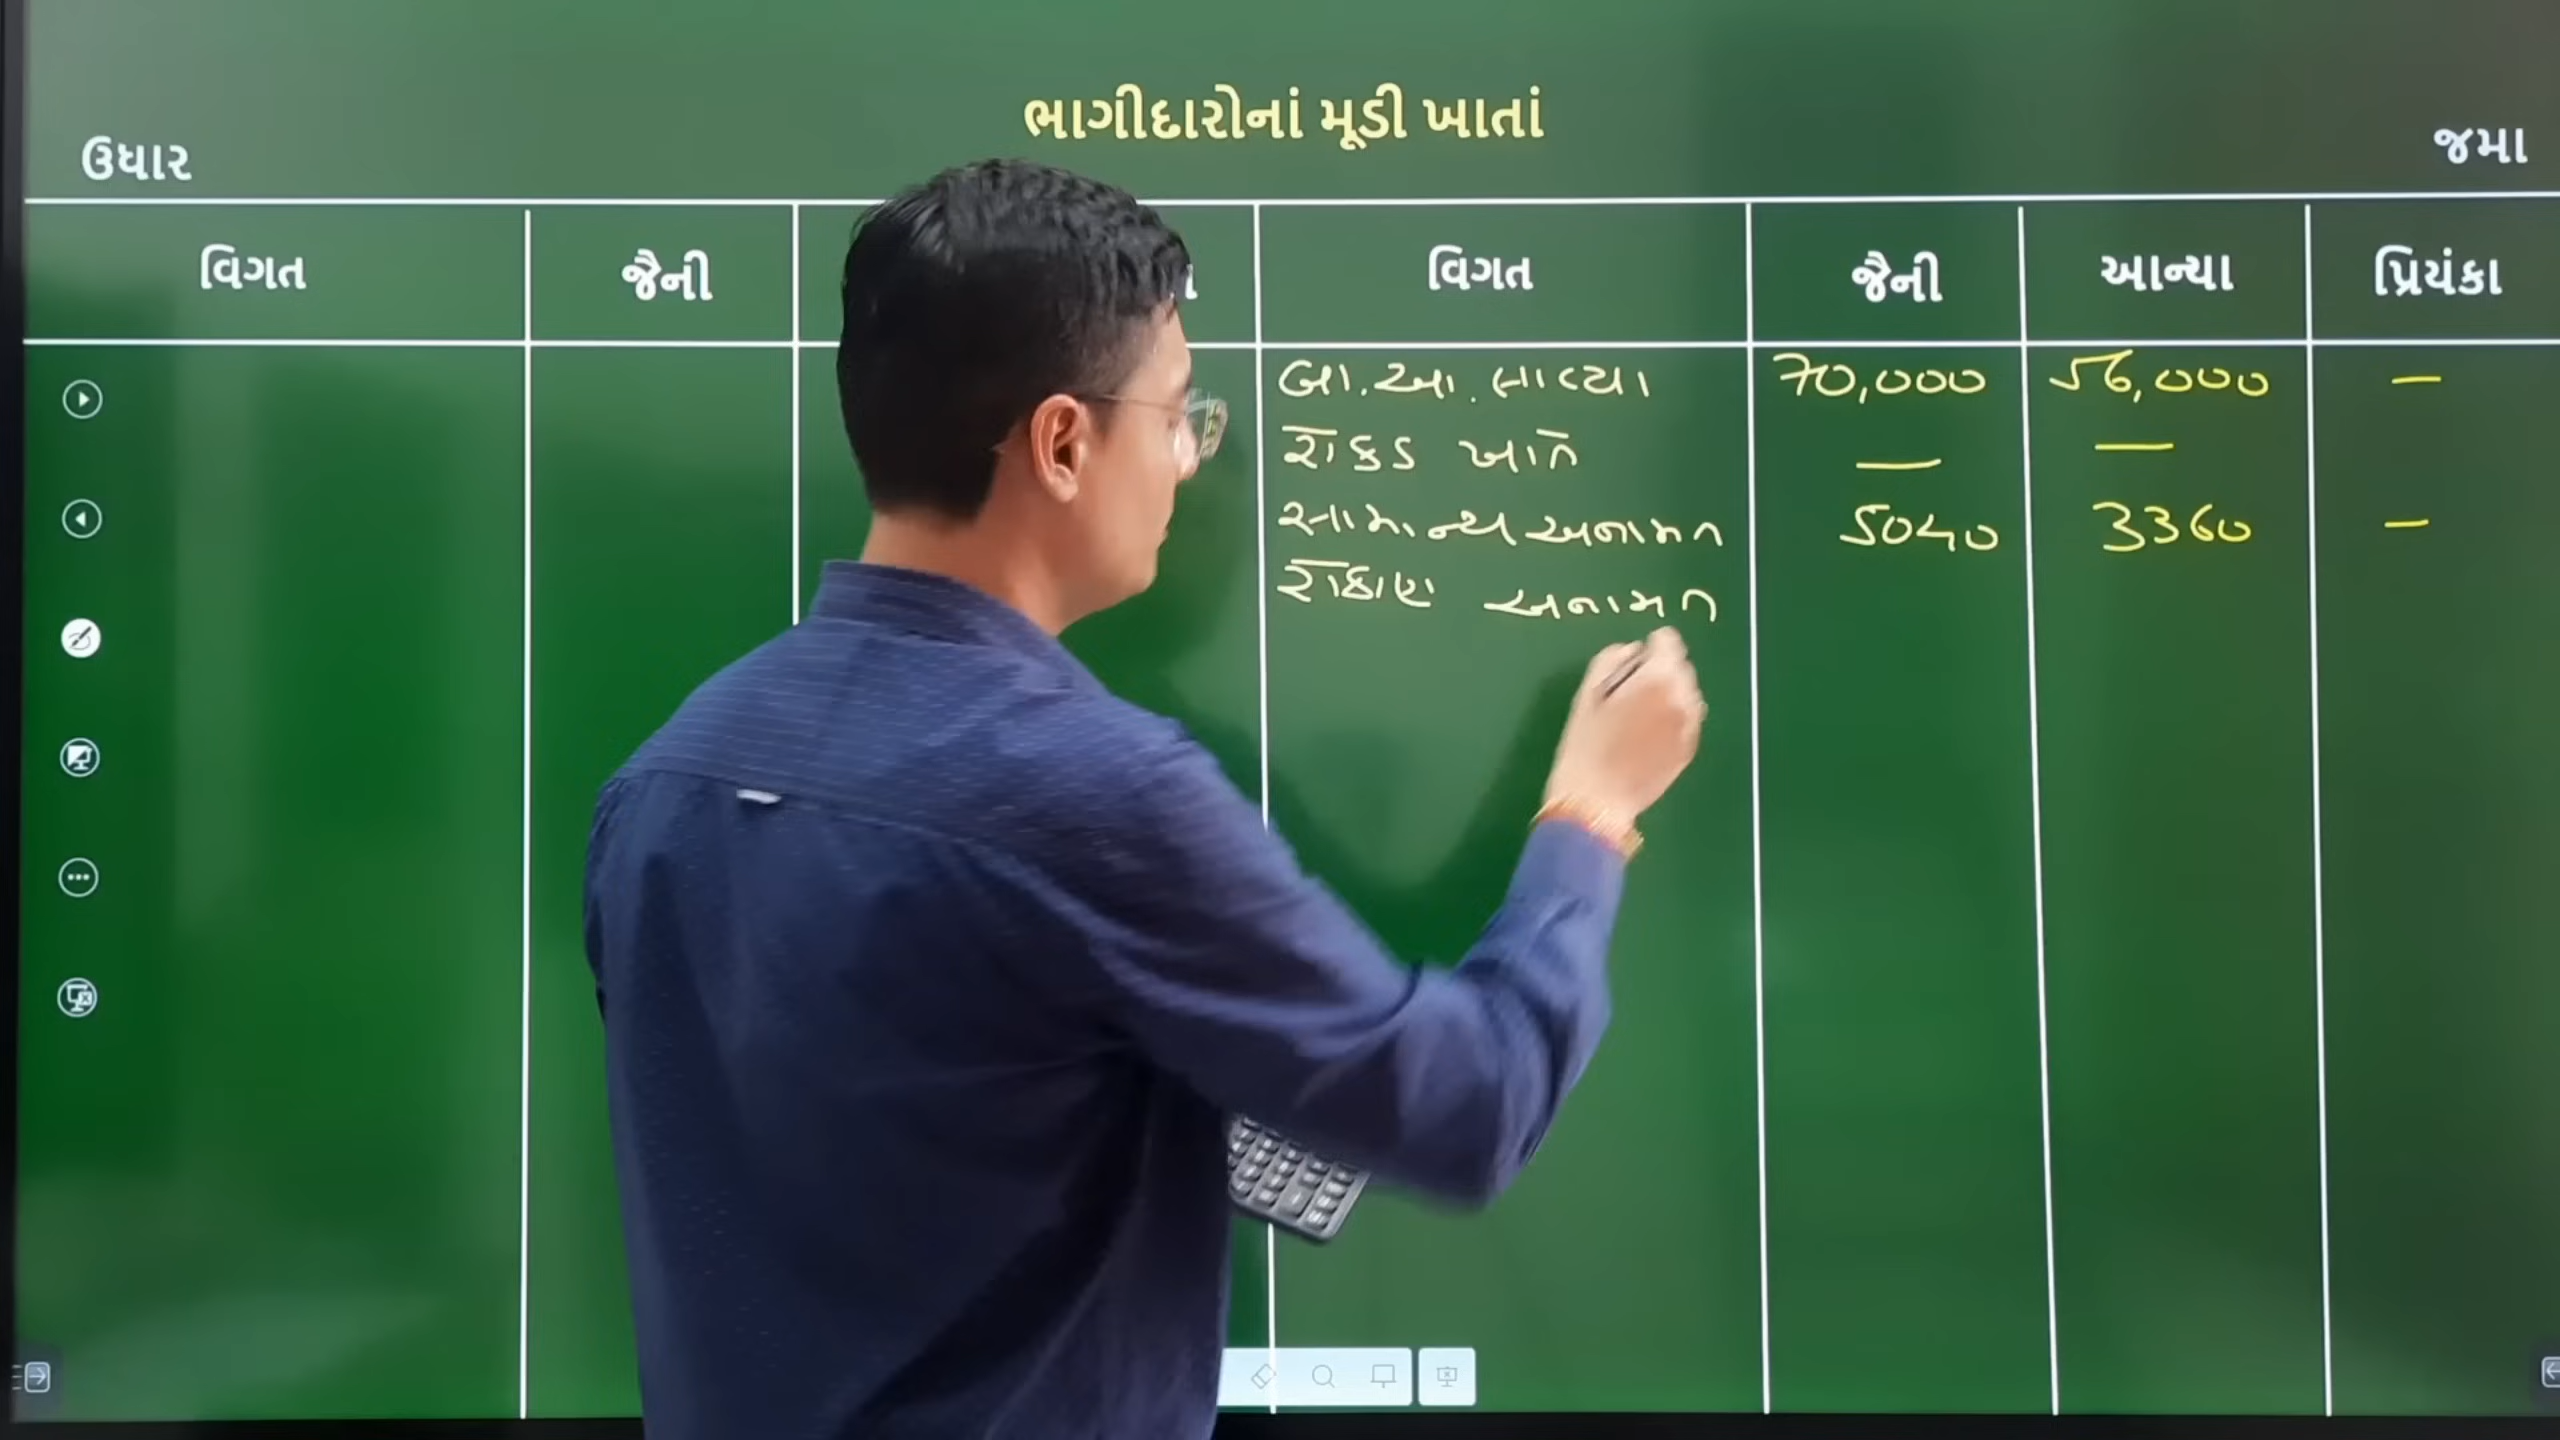 ભાગીદારોનાં મૂડી ખાતાં
ઉધાર જમા
વિગત જૈની વિગત જૈની આન્યા પ્રિયંકા
બા.આ.લાવ્યા 70,000 56,000 –
રોકડ ખાતે — —
સામાન્ય અનામત 5040 3360 –
રોકાણ અનામત